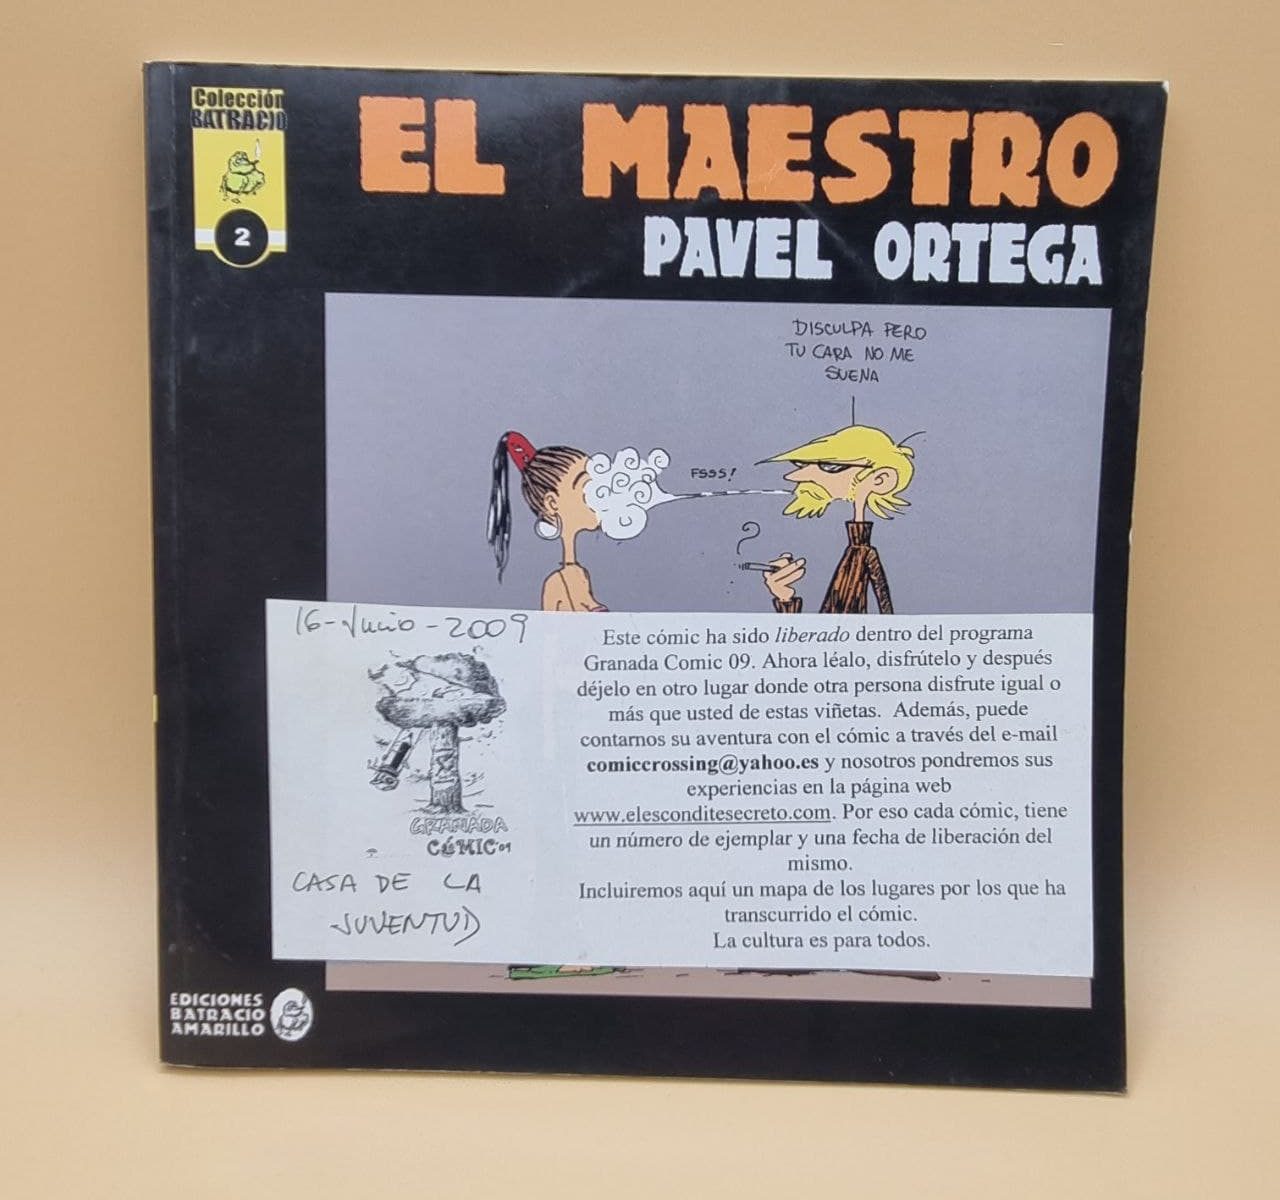 Colección
BATRACIO
2
EL MAESTRO
PAVEL ORTEGA
DISCULPA PERO
TU CARA NO ME
SUENA
FSSS!
?
16-Junio-2009
GRANADA
CÓMIC'09
CASA DE LA
JUVENTUD
Este cómic ha sido liberado dentro del programa
Granada Comic 09. Ahora léalo, disfrútelo y después
déjelo en otro lugar donde otra persona disfrute igual o
más que usted de estas viñetas. Además, puede
contarnos su aventura con el cómic a través del e-mail
comiccrossing@yahoo.es y nosotros pondremos sus
experiencias en la página web
www.elesconditesecreto.com. Por eso cada cómic, tiene
un número de ejemplar y una fecha de liberación del
mismo.
Incluiremos aquí un mapa de los lugares por los que ha
transcurrido el cómic.
La cultura es para todos.
EDICIONES
BATRACIO
AMARILLO